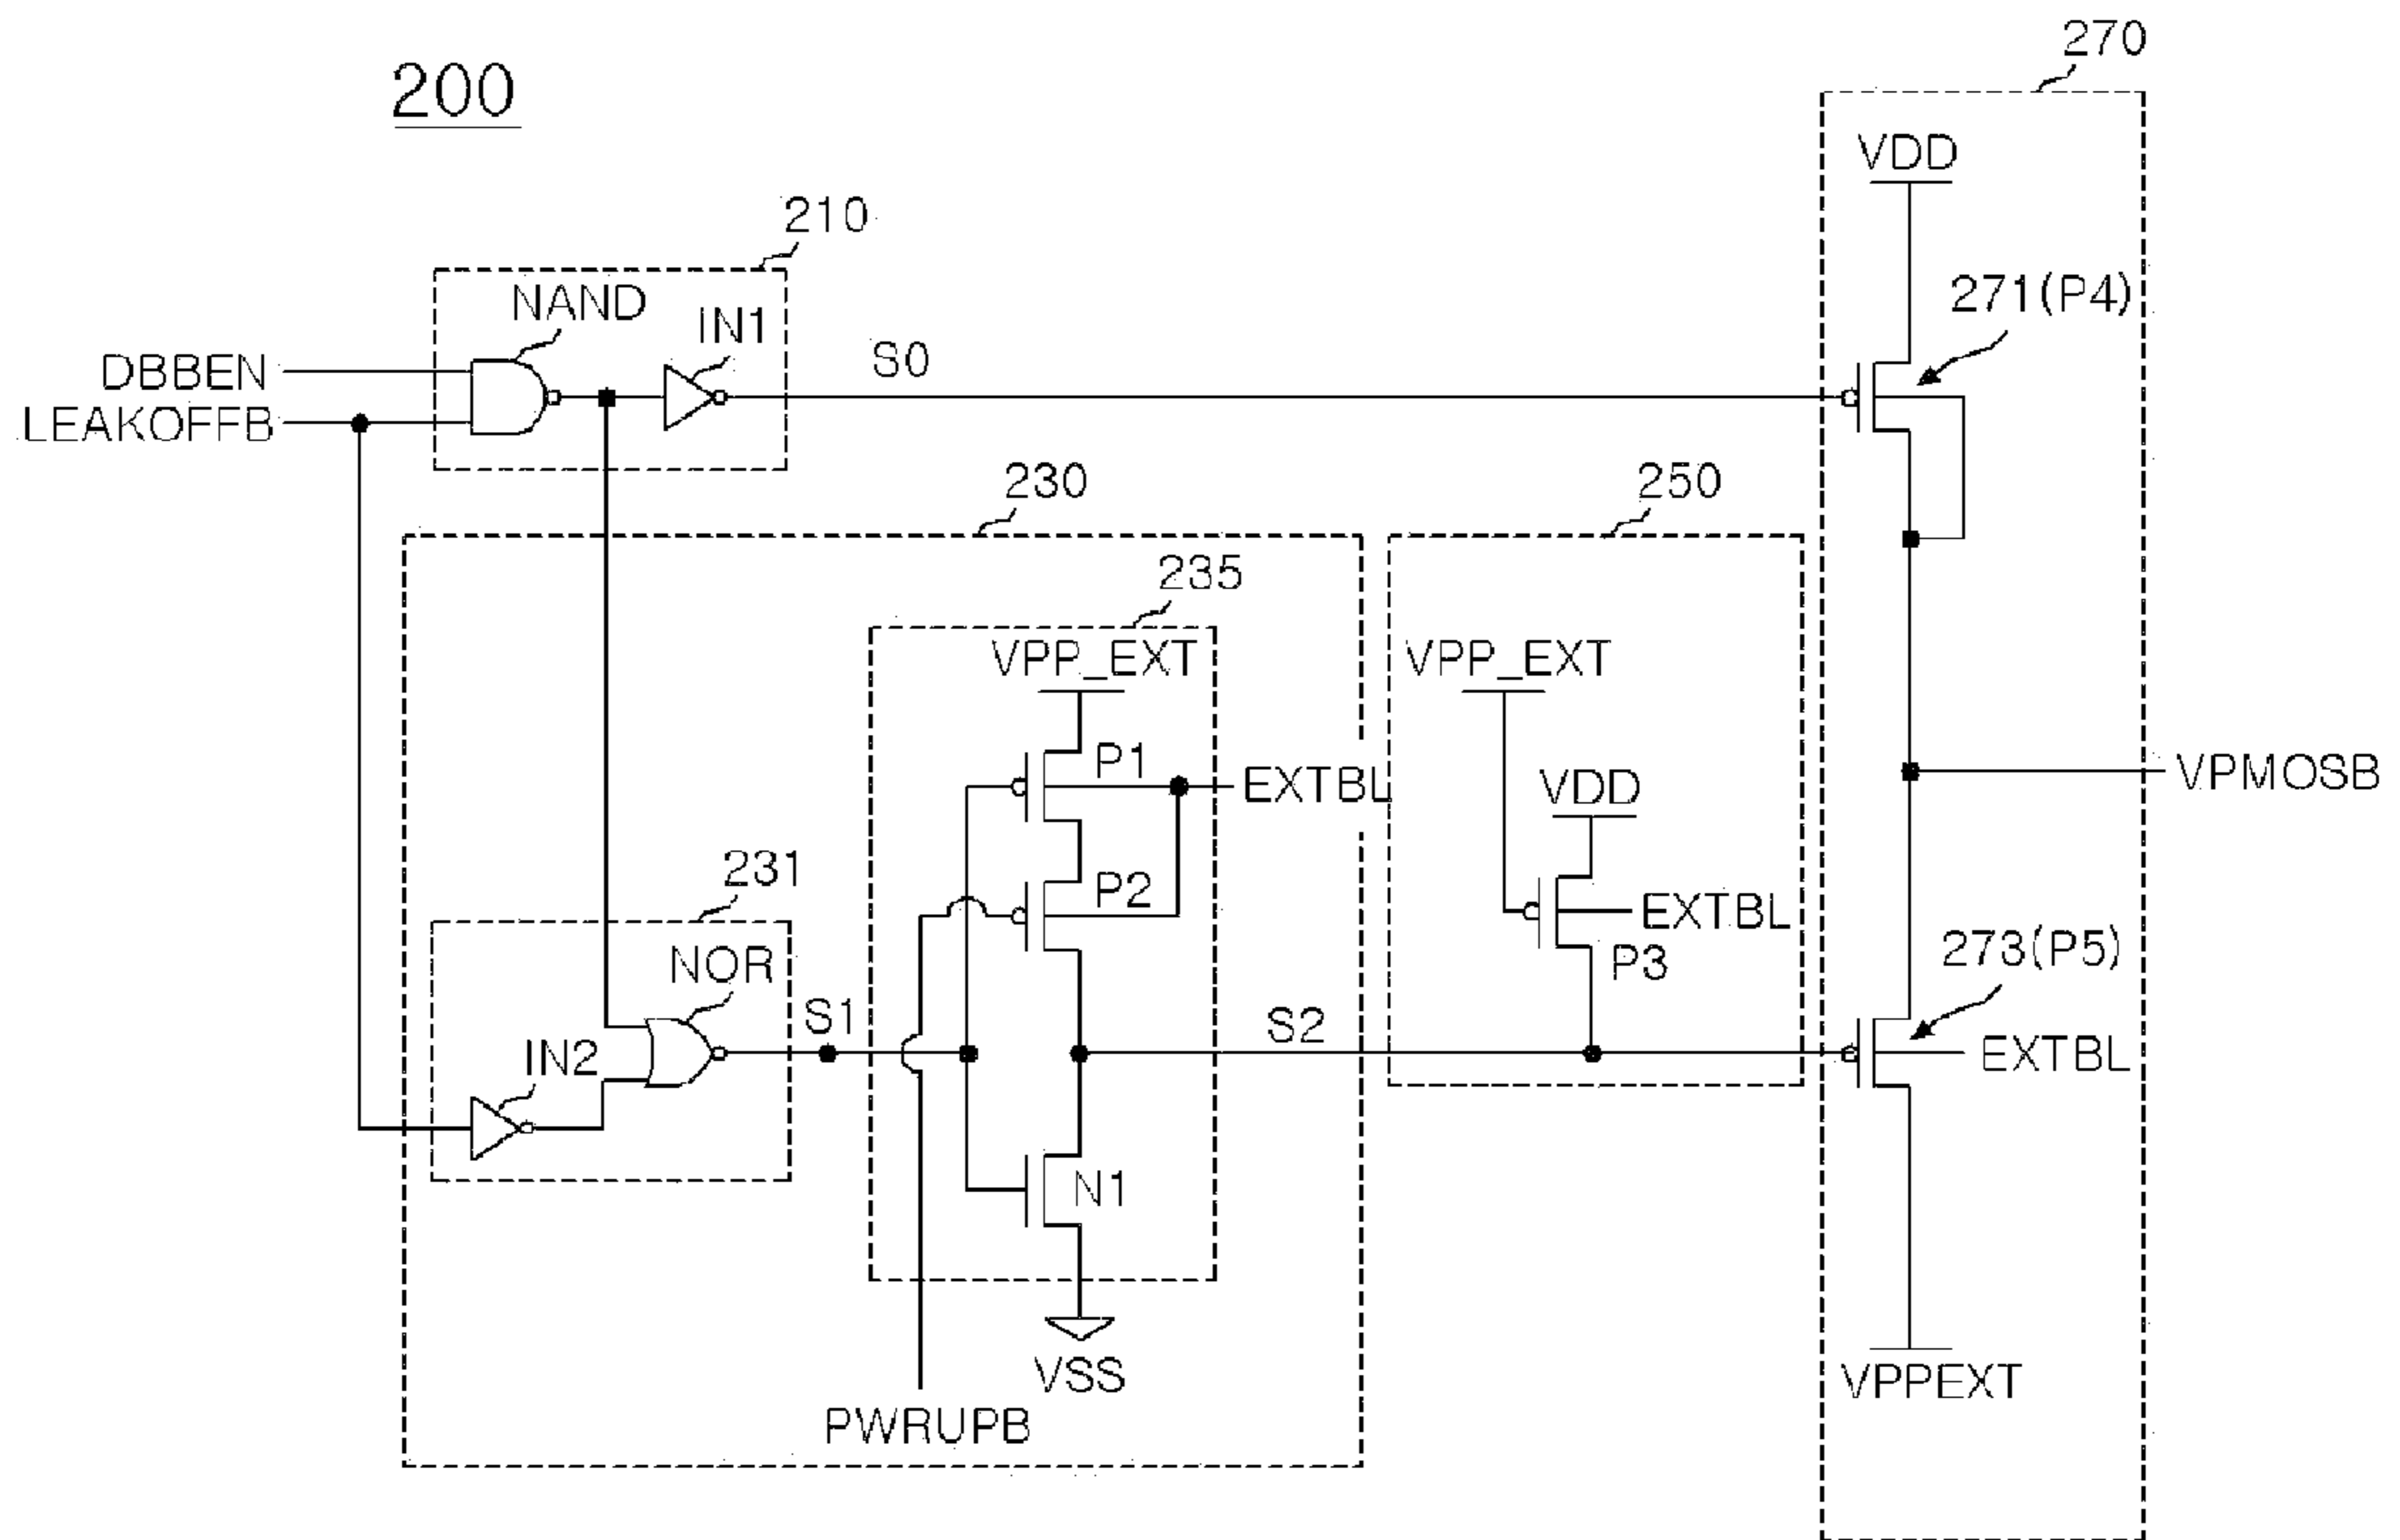 270
200
VDD
210
NAND
IN1
271(P4)
DBBEN
S0
LEAKOFFB
230
250
235
VPP_EXT
VPP_EXT
P1
EXTBL
VDD
VPMOSB
231
P2
EXTBL
NOR
P3
273(P5)
S1
S2
IN2
EXTBL
N1
VSS
VPPEXT
PWRUPB